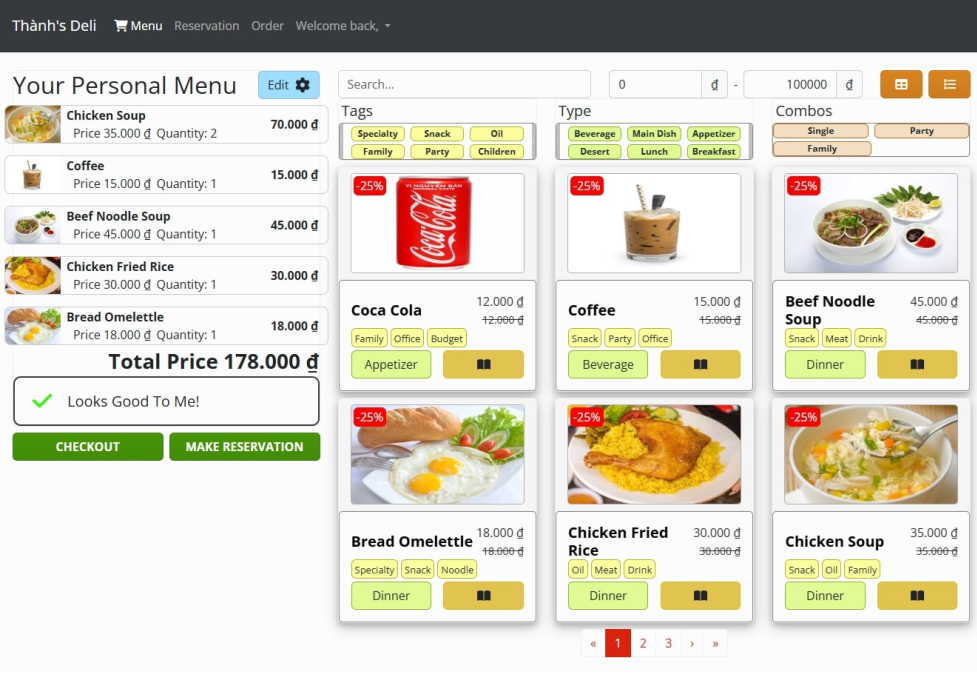 Thành's Deli Menu Reservation Order Welcome back,
Your Personal Menu Edit
Chicken Soup
Price 35.000 ₫ Quantity: 2 70.000 ₫
Coffee
Price 15.000 ₫ Quantity: 1 15.000 ₫
Beef Noodle Soup
Price 45.000 ₫ Quantity: 1 45.000 ₫
Chicken Fried Rice
Price 30.000 ₫ Quantity: 1 30.000 ₫
Bread Omelettle
Price 18.000 ₫ Quantity: 1 18.000 ₫
Total Price 178.000 ₫
Looks Good To Me!
CHECKOUT MAKE RESERVATION
Search... 0 ₫ - 100000 ₫
Tags
Specialty Snack Oil
Family Party Children
Type
Beverage Main Dish Appetizer
Desert Lunch Breakfast
Combos
Single Party
Family
-25%
Coca-Cola
Coca Cola 12.000 ₫
12.000 ₫
Family Office Budget
Appetizer
-25%
Coffee 15.000 ₫
15.000 ₫
Snack Party Office
Beverage
-25%
Beef Noodle Soup 45.000 ₫
45.000 ₫
Snack Meat Drink
Dinner
-25%
Bread Omelettle 18.000 ₫
18.000 ₫
Specialty Snack Noodle
Dinner
-25%
Chicken Fried Rice 30.000 ₫
30.000 ₫
Oil Meat Drink
Dinner
-25%
Chicken Soup 35.000 ₫
35.000 ₫
Snack Oil Family
Dinner
« 1 2 3 › »